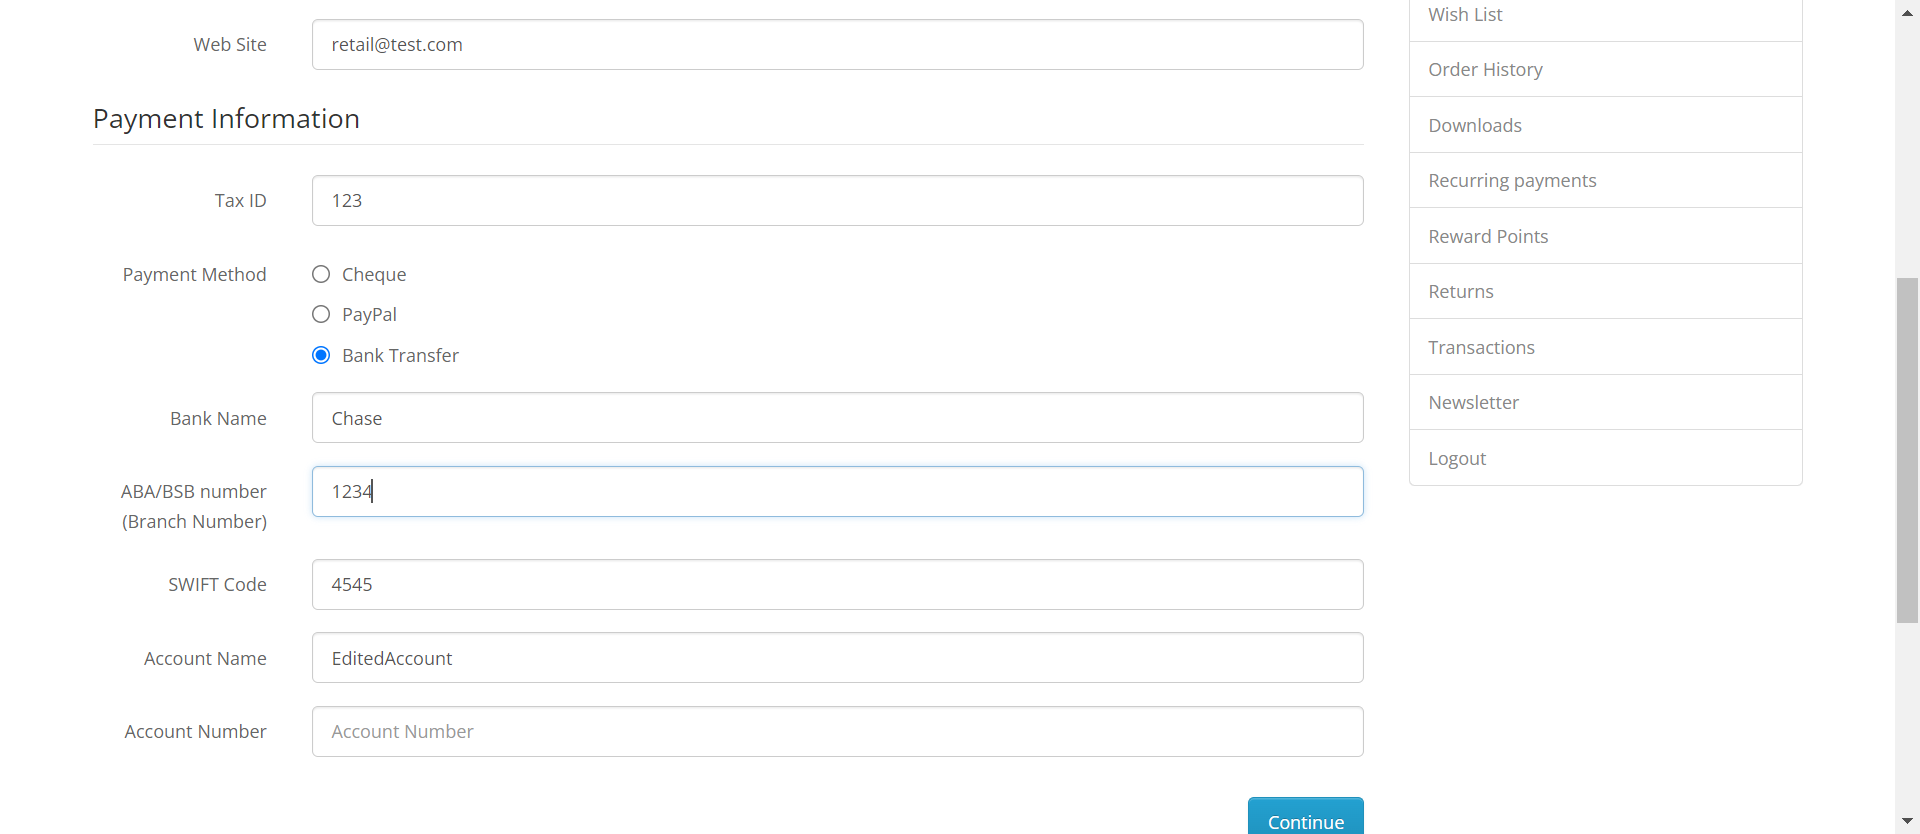 Web Site
retail@test.com
Payment Information
Tax ID
123
Payment Method
Cheque
PayPal
Bank Transfer
Bank Name
Chase
ABA/BSB number
(Branch Number)
1234
SWIFT Code
4545
Account Name
EditedAccount
Account Number
Account Number
Continue
Wish List
Order History
Downloads
Recurring payments
Reward Points
Returns
Transactions
Newsletter
Logout